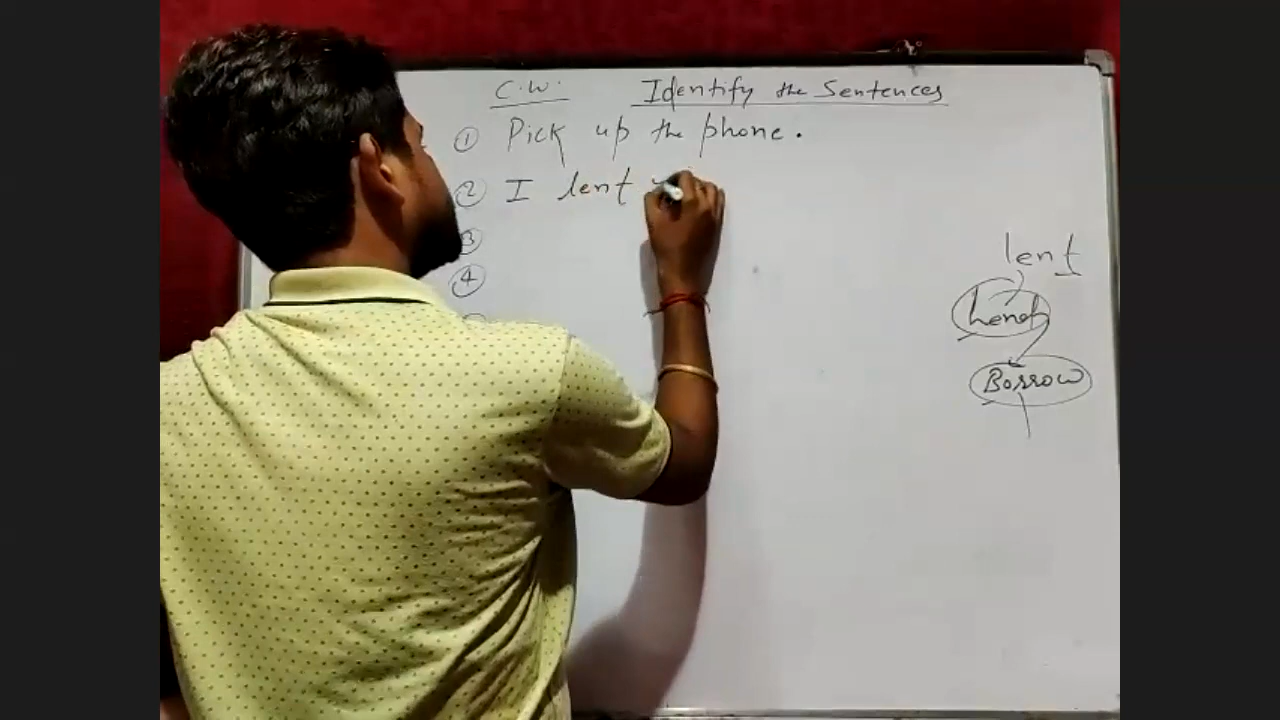 C.W. Identify the Sentences
① Pick up the phone.
② I lent
③
④
lent
Lend
Borrow